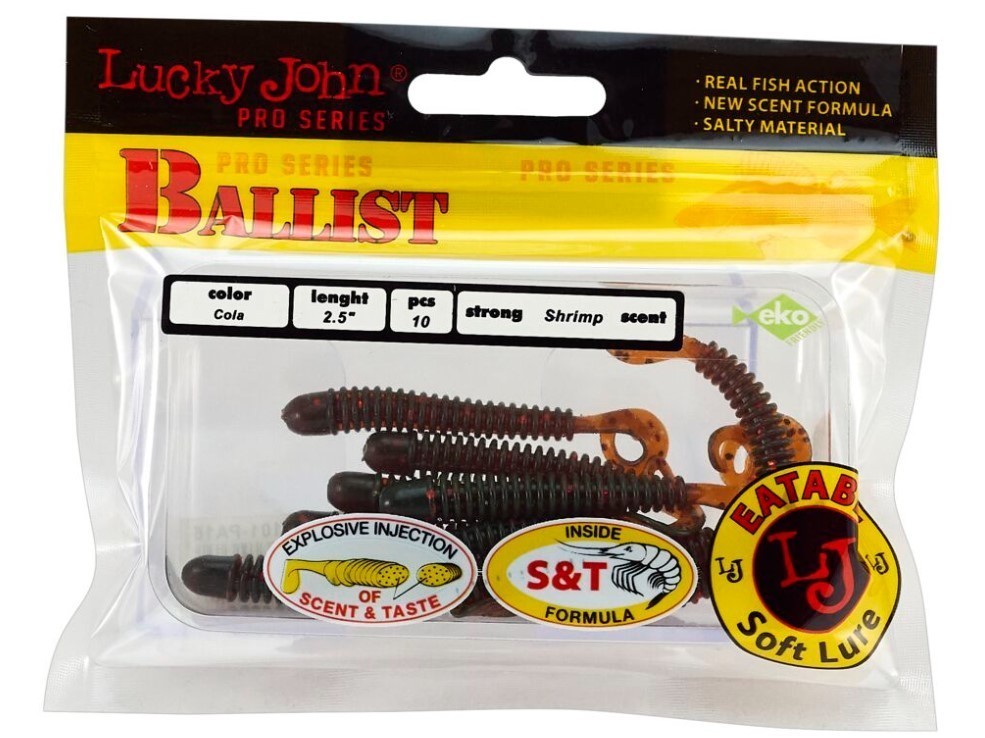 Lucky John®
PRO SERIES
· REAL FISH ACTION
· NEW SCENT FORMULA
· SALTY MATERIAL
PRO SERIES
PRO SERIES
BALLIST
color
Cola
lenght
2.5"
pcs
10
strong Shrimp scent
eko
EXPLOSIVE INJECTION
OF
SCENT & TASTE
INSIDE
S&T
FORMULA
EATABL
LJ
LJ
LJ
Soft Lure